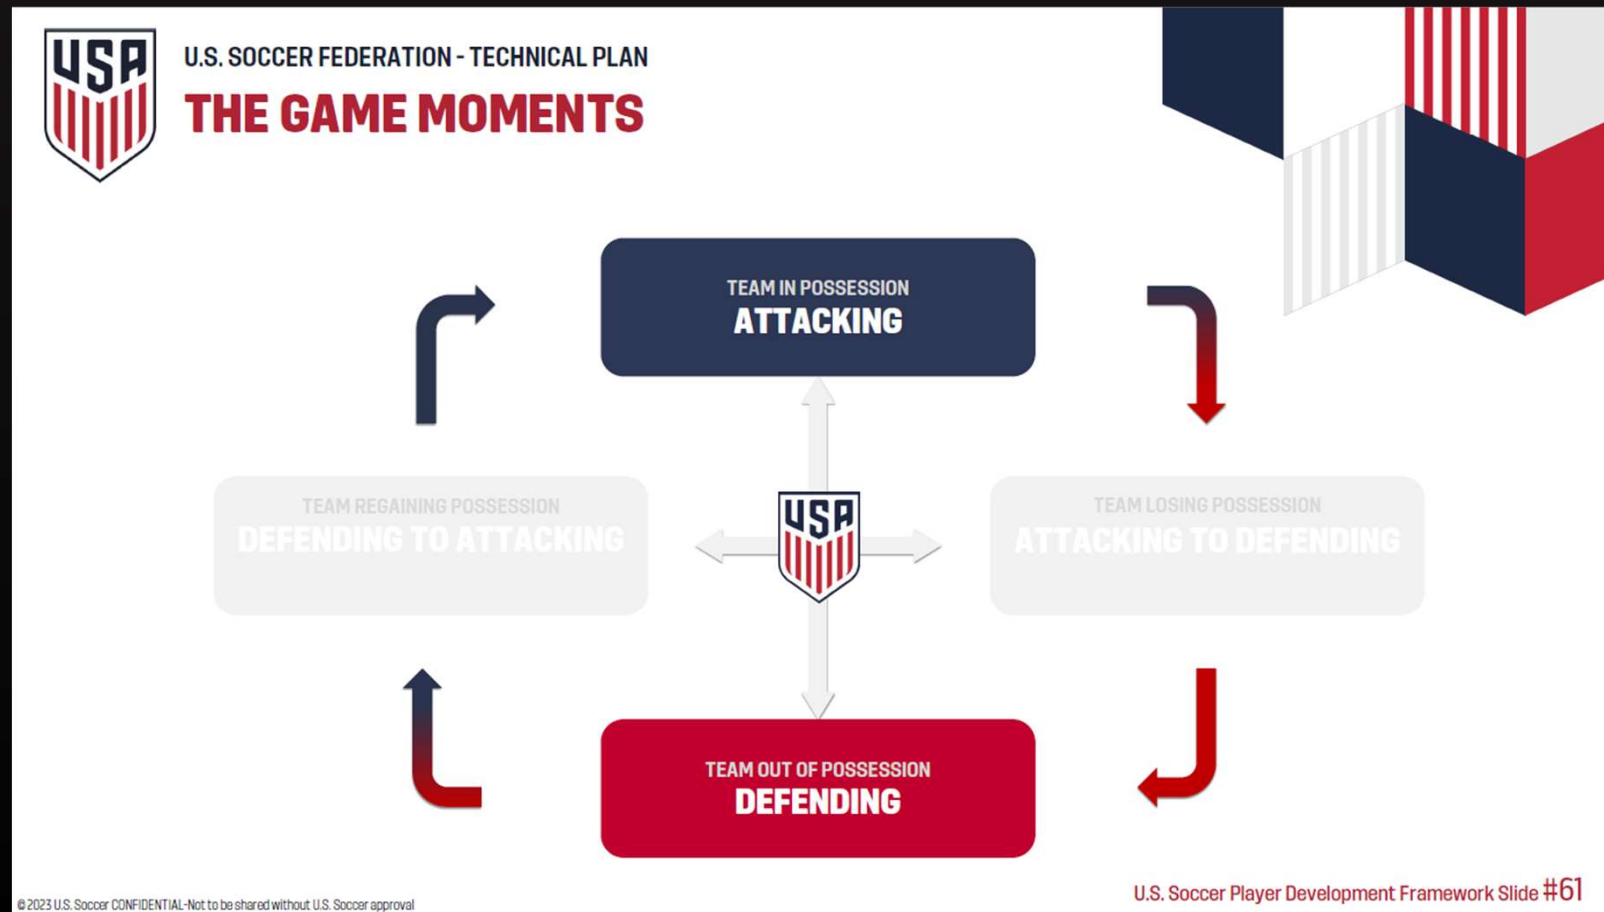 USA
U.S. SOCCER FEDERATION - TECHNICAL PLAN
THE GAME MOMENTS
TEAM IN POSSESSION
ATTACKING
TEAM REGAINING POSSESSION
DEFENDING TO ATTACKING
USA
TEAM LOSING POSSESSION
ATTACKING TO DEFENDING
TEAM OUT OF POSSESSION
DEFENDING
U.S. Soccer Player Development Framework Slide #61
© 2023 U.S. Soccer CONFIDENTIAL-Not to be shared without U.S. Soccer approval